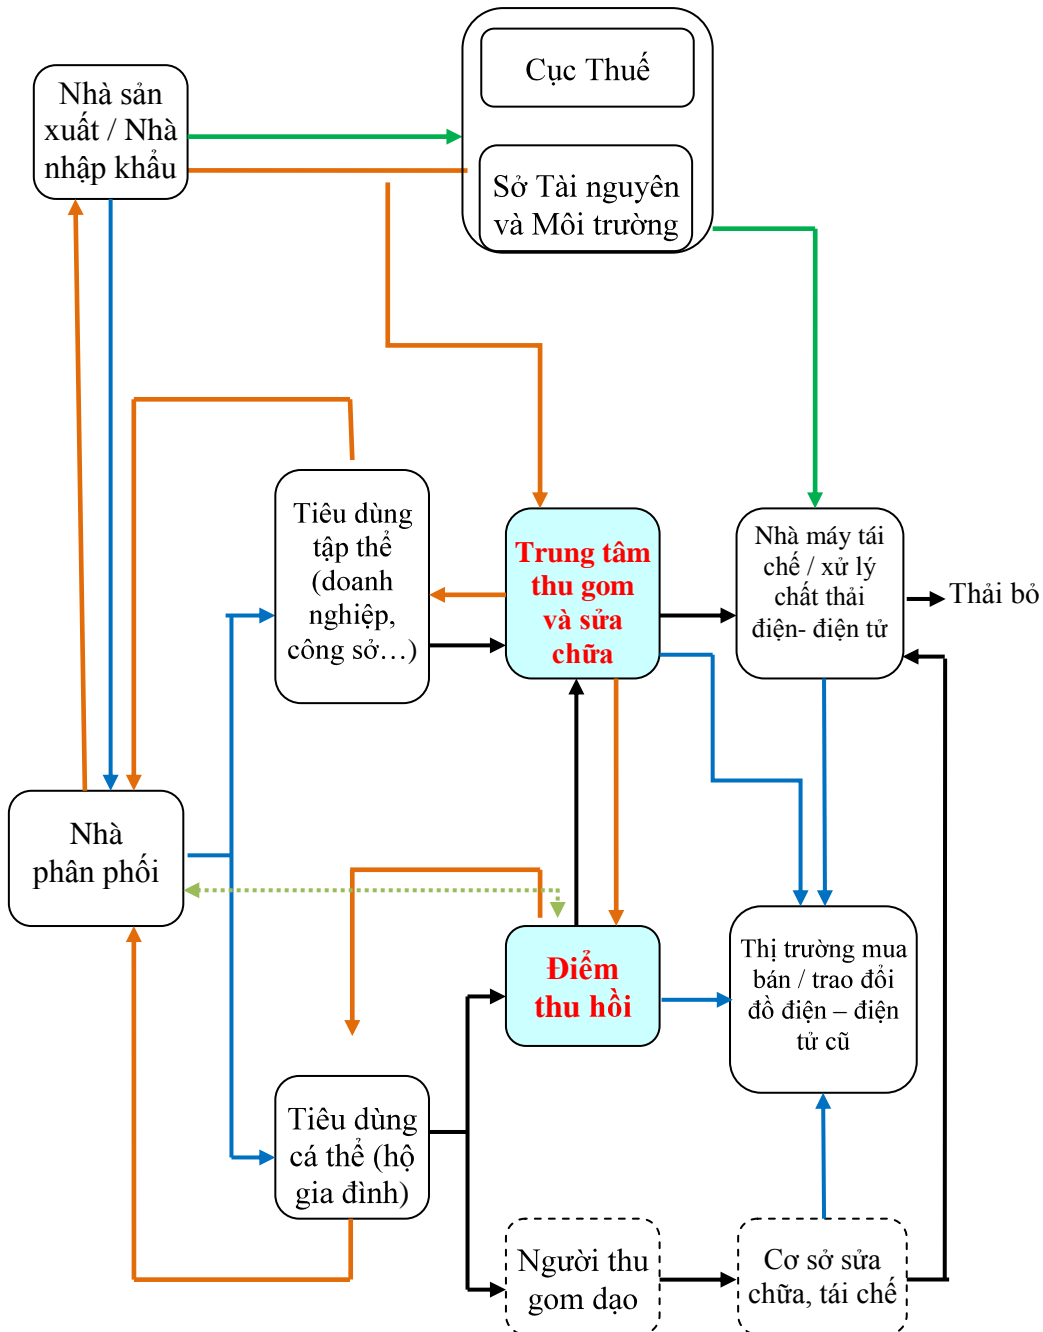 Cục Thuế
Nhà sản
xuất / Nhà
nhập khẩu
Sở Tài nguyên
và Môi trường
Tiêu dùng
tập thể
(doanh
nghiệp,
công sở…)
Trung tâm
thu gom
và sửa
chữa
Nhà máy tái
chế / xử lý
chất thải
điện- điện tử
Thải bỏ
Nhà
phân phối
Điểm
thu hồi
Thị trường mua
bán / trao đổi
đồ điện – điện
tử cũ
Tiêu dùng
cá thể (hộ
gia đình)
Người thu
gom dạo
Cơ sở sửa
chữa, tái chế